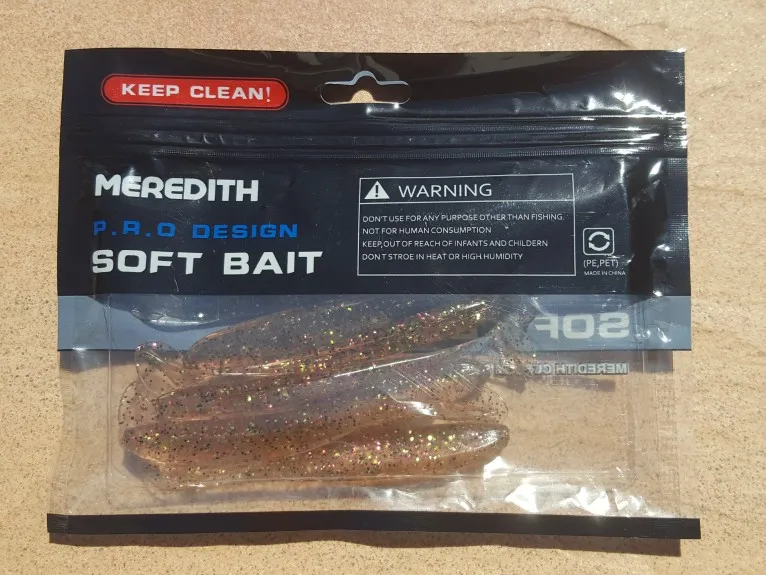 KEEP CLEAN!
MEREDITH
P.R.O DESIGN
SOFT BAIT
WARNING
DON'T USE FOR ANY PURPOSE OTHER THAN FISHING.
NOT FOR HUMAN CONSUMPTION
KEEP,OUT OF REACH OF INFANTS AND CHILDERN
DON T STROE IN HEAT OR HIGH.HUMIDITY
(PE,PET)
MADE IN CHINA
SOF
MEREDITH